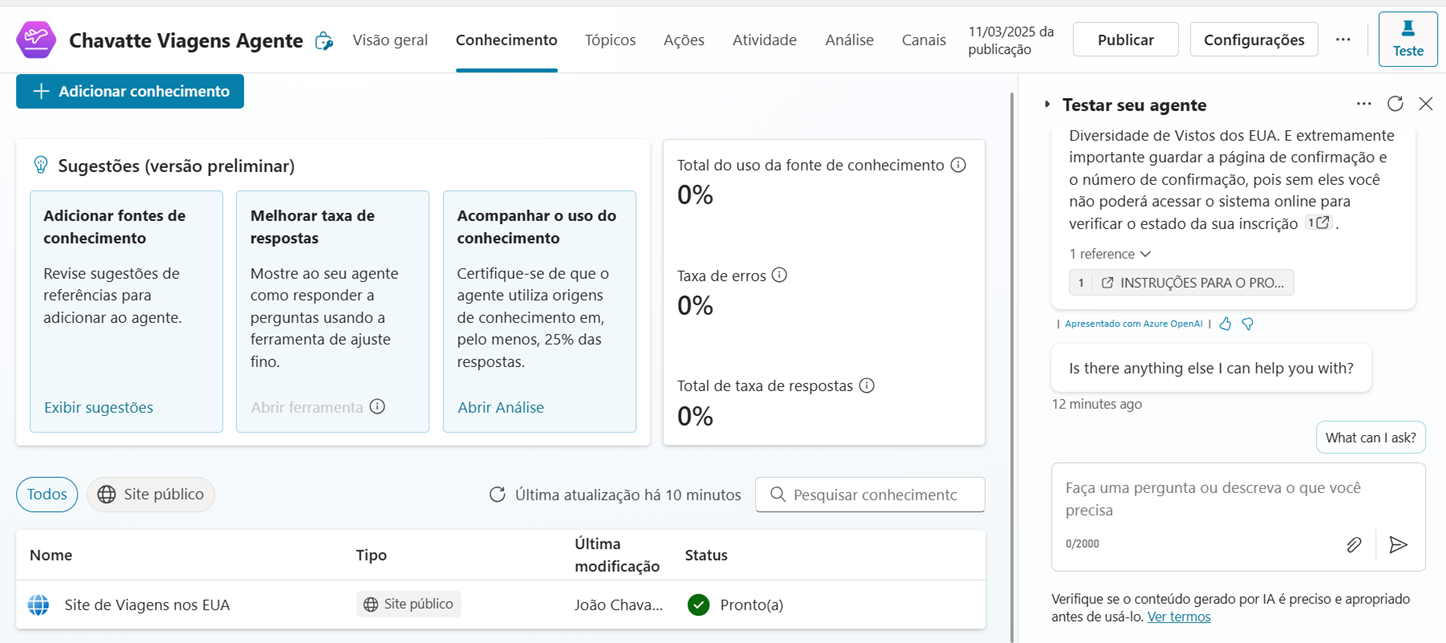 Chavatte Viagens Agente
Visão geral
Conhecimento
Tópicos
Ações
Atividade
Análise
Canais
11/03/2025 da
publicação
Publicar
Configurações
Teste
Adicionar conhecimento
Sugestões (versão preliminar)
Adicionar fontes de
conhecimento
Revise sugestões de
referências para
adicionar ao agente.
Exibir sugestões
Melhorar taxa de
respostas
Mostre ao seu agente
como responder a
perguntas usando a
ferramenta de ajuste
fino.
Abrir ferramenta
Acompanhar o uso do
conhecimento
Certifique-se de que o
agente utiliza origens
de conhecimento em,
pelo menos, 25% das
respostas.
Abrir Análise
Total do uso da fonte de conhecimento
0%
Taxa de erros
0%
Total de taxa de respostas
0%
Todos
Site público
Última atualização há 10 minutos
Pesquisar conhecimentc
Nome
Tipo
Última
modificação
Status
Site de Viagens nos EUA
Site público
João Chava...
Pronto(a)
Testar seu agente
Diversidade de Vistos dos EUA. E extremamente
importante guardar a página de confirmação e
o número de confirmação, pois sem eles você
não poderá acessar o sistema online para
verificar o estado da sua inscrição 1 .
1 reference
1 INSTRUÇÕES PARA O PRO...
| Apresentado com Azure OpenAI |
Is there anything else I can help you with?
12 minutes ago
What can I ask?
Faça uma pergunta ou descreva o que você
precisa
0/2000
Verifique se o conteúdo gerado por IA é preciso e apropriado
antes de usá-lo. Ver termos